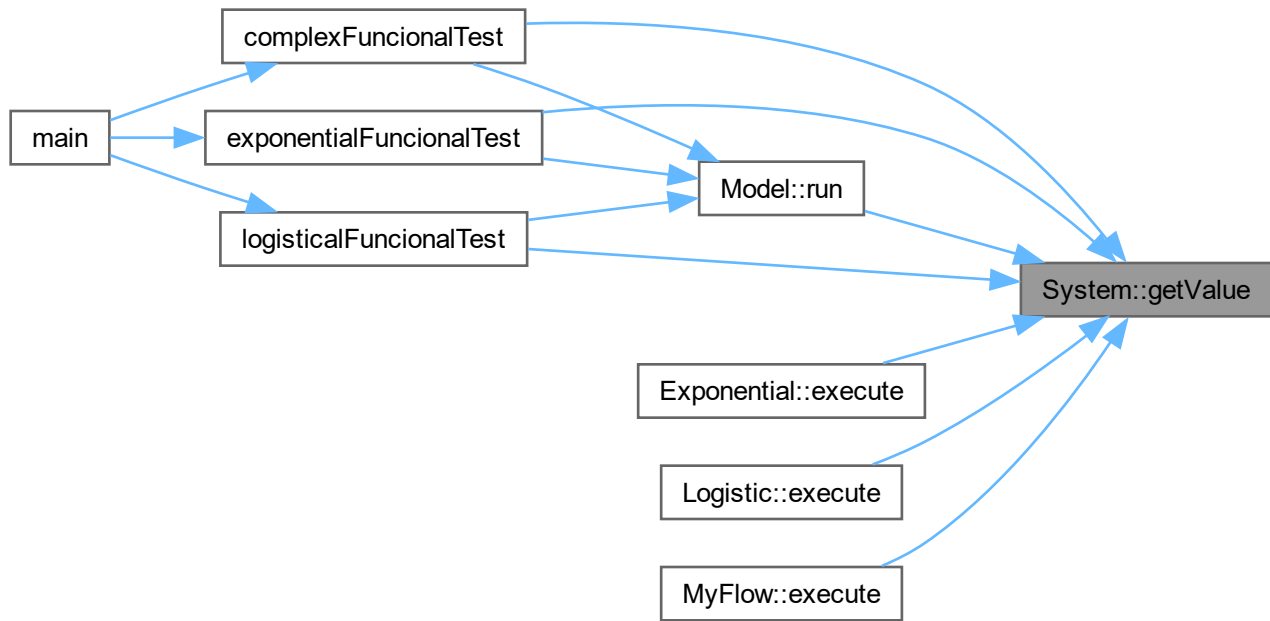 complexFuncionalTest
main
exponentialFuncionalTest
Model::run
logisticalFuncionalTest
System::getValue
Exponential::execute
Logistic::execute
MyFlow::execute